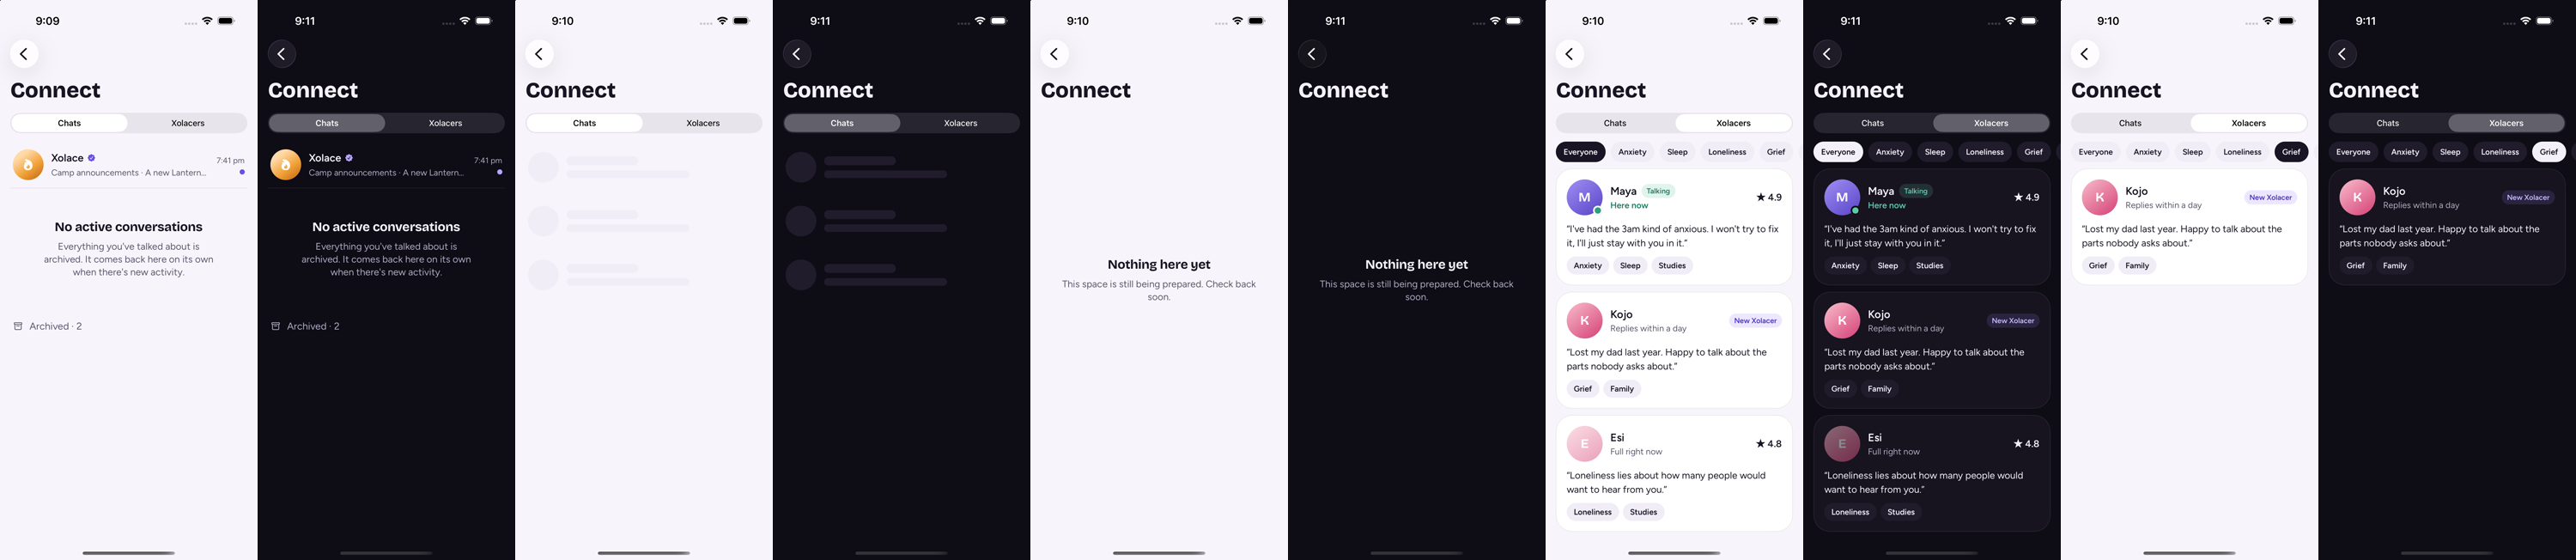 9:09
Connect
Chats
Xolacers
Xolace
7:41 pm
Camp announcements · A new Lantern...
No active conversations
Everything you've talked about is
archived. It comes back here on its own
when there's new activity.
Archived · 2
9:11
Connect
Chats
Xolacers
Xolace
7:41 pm
Camp announcements · A new Lantern...
No active conversations
Everything you've talked about is
archived. It comes back here on its own
when there's new activity.
Archived · 2
9:10
Connect
Chats
Xolacers
9:11
Connect
Chats
Xolacers
9:10
Connect
Nothing here yet
This space is still being prepared. Check back
soon.
9:11
Connect
Nothing here yet
This space is still being prepared. Check back
soon.
9:10
Connect
Chats
Xolacers
Everyone
Anxiety
Sleep
Loneliness
Grief
M
Maya
Talking
★ 4.9
Here now
“I've had the 3am kind of anxious. I won't try to fix
it, I'll just stay with you in it.”
Anxiety
Sleep
Studies
K
Kojo
New Xolacer
Replies within a day
“Lost my dad last year. Happy to talk about the
parts nobody asks about.”
Grief
Family
E
Esi
★ 4.8
Full right now
“Loneliness lies about how many people would
want to hear from you.”
Loneliness
Studies
9:11
Connect
Chats
Xolacers
Everyone
Anxiety
Sleep
Loneliness
Grief
M
Maya
Talking
★ 4.9
Here now
“I've had the 3am kind of anxious. I won't try to fix
it, I'll just stay with you in it.”
Anxiety
Sleep
Studies
K
Kojo
New Xolacer
Replies within a day
“Lost my dad last year. Happy to talk about the
parts nobody asks about.”
Grief
Family
E
Esi
★ 4.8
Full right now
“Loneliness lies about how many people would
want to hear from you.”
Loneliness
Studies
9:10
Connect
Chats
Xolacers
Everyone
Anxiety
Sleep
Loneliness
Grief
K
Kojo
New Xolacer
Replies within a day
“Lost my dad last year. Happy to talk about the
parts nobody asks about.”
Grief
Family
9:11
Connect
Chats
Xolacers
Everyone
Anxiety
Sleep
Loneliness
Grief
K
Kojo
New Xolacer
Replies within a day
“Lost my dad last year. Happy to talk about the
parts nobody asks about.”
Grief
Family